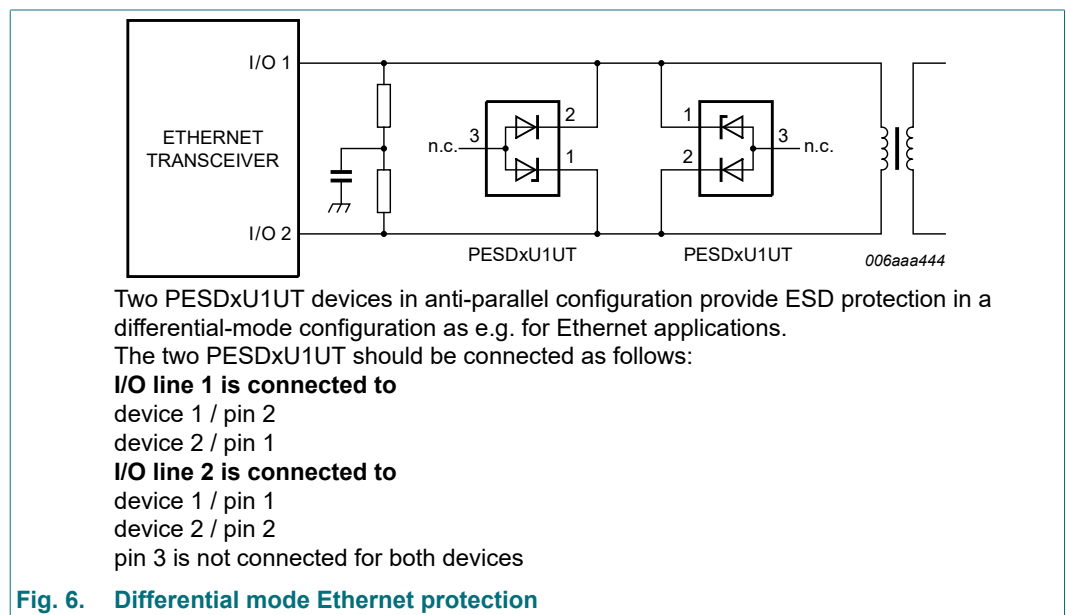 I/O 1
ETHERNET
TRANSCEIVER
I/O 2
n.c.
3
2
1
1
2
3
n.c.
PESDxU1UT
PESDxU1UT
006aaa444
Two PESDxU1UT devices in anti-parallel configuration provide ESD protection in a
differential-mode configuration as e.g. for Ethernet applications.
The two PESDxU1UT should be connected as follows:
I/O line 1 is connected to
device 1 / pin 2
device 2 / pin 1
I/O line 2 is connected to
device 1 / pin 1
device 2 / pin 2
pin 3 is not connected for both devices
Fig. 6. Differential mode Ethernet protection